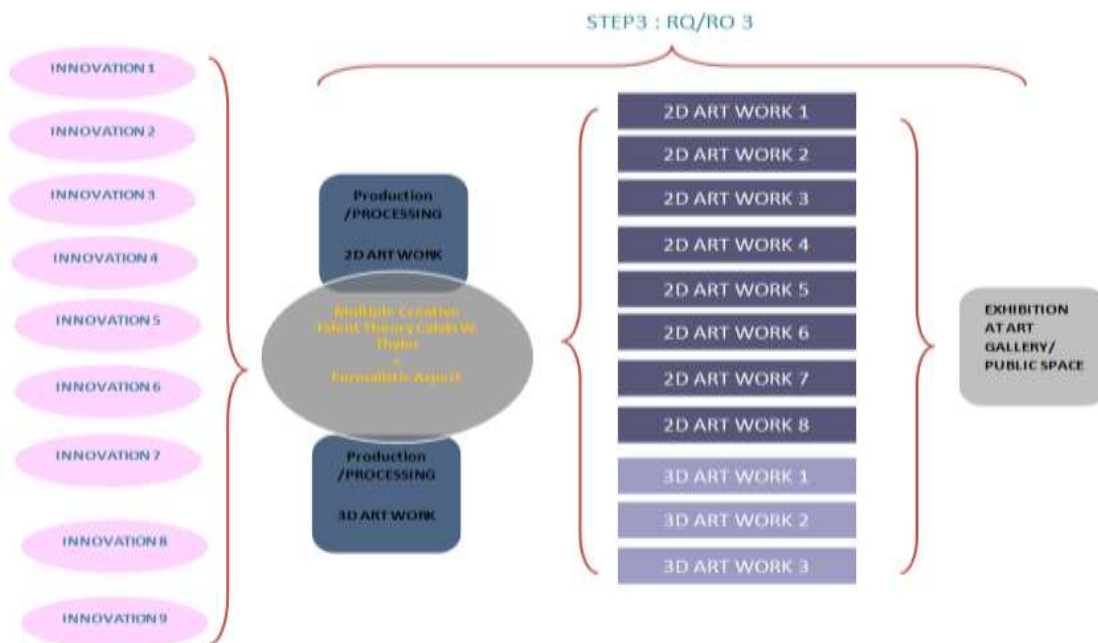 STEP3 : RQ/RO 3
INNOVATION 1
INNOVATION 2
INNOVATION 3
INNOVATION 4
INNOVATION 5
INNOVATION 6
INNOVATION 7
INNOVATION 8
INNOVATION 9
Production
/PROCESSING
2D ART WORK
Multiple Creative
Talent Theory Calvin W.
+
Formalistic Aspect
Production
/PROCESSING
3D ART WORK
2D ART WORK 1
2D ART WORK 2
2D ART WORK 3
2D ART WORK 4
2D ART WORK 5
2D ART WORK 6
2D ART WORK 7
2D ART WORK 8
3D ART WORK 1
3D ART WORK 2
3D ART WORK 3
EXHIBITION
AT ART
GALLERY/
PUBLIC SPACE